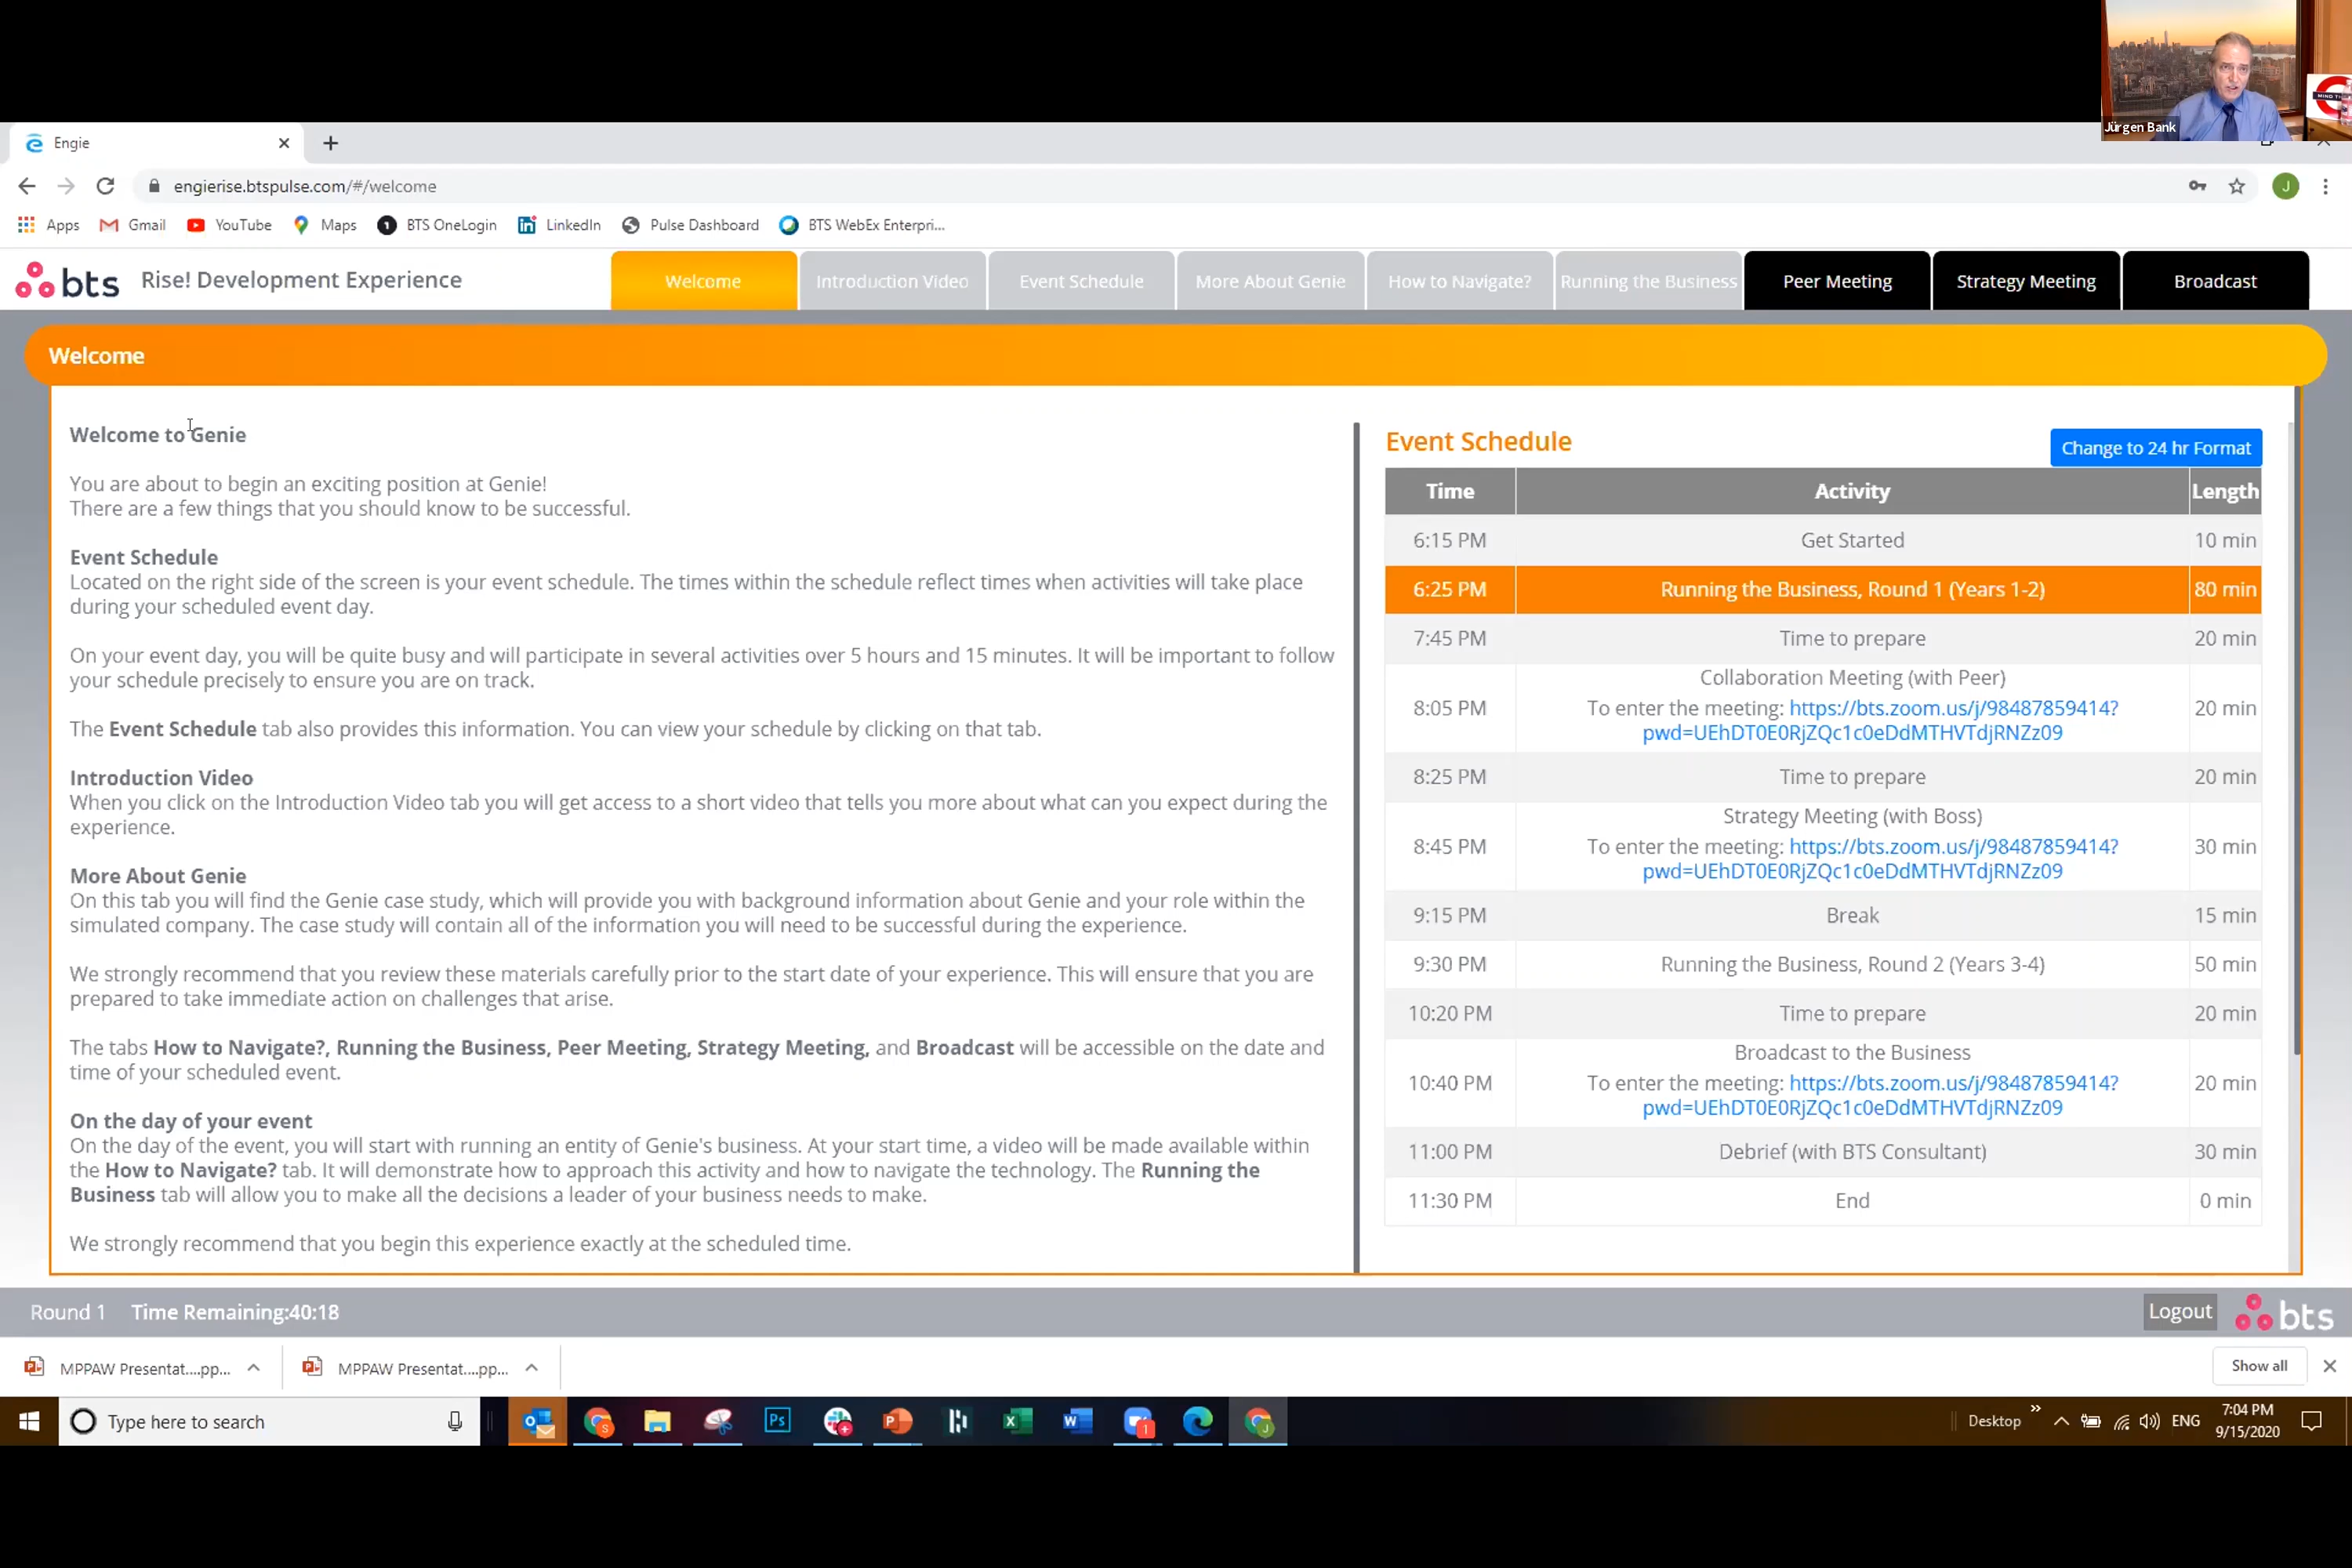 Jürgen Bank
MIND TH
Engie
engierise.btspulse.com/#/welcome
Apps
Gmail
YouTube
Maps
BTS OneLogin
LinkedIn
Pulse Dashboard
BTS WebEx Enterpri...
bts
Rise! Development Experience
Welcome
Introduction Video
Event Schedule
More About Genie
How to Navigate?
Running the Business
Peer Meeting
Strategy Meeting
Broadcast
Welcome
Welcome to Genie
You are about to begin an exciting position at Genie!
There are a few things that you should know to be successful.
Event Schedule
Located on the right side of the screen is your event schedule. The times within the schedule reflect times when activities will take place
during your scheduled event day.
On your event day, you will be quite busy and will participate in several activities over 5 hours and 15 minutes. It will be important to follow
your schedule precisely to ensure you are on track.
The Event Schedule tab also provides this information. You can view your schedule by clicking on that tab.
Introduction Video
When you click on the Introduction Video tab you will get access to a short video that tells you more about what can you expect during the
experience.
More About Genie
On this tab you will find the Genie case study, which will provide you with background information about Genie and your role within the
simulated company. The case study will contain all of the information you will need to be successful during the experience.
We strongly recommend that you review these materials carefully prior to the start date of your experience. This will ensure that you are
prepared to take immediate action on challenges that arise.
The tabs How to Navigate?, Running the Business, Peer Meeting, Strategy Meeting, and Broadcast will be accessible on the date and
time of your scheduled event.
On the day of your event
On the day of the event, you will start with running an entity of Genie's business. At your start time, a video will be made available within
the How to Navigate? tab. It will demonstrate how to approach this activity and how to navigate the technology. The Running the
Business tab will allow you to make all the decisions a leader of your business needs to make.
We strongly recommend that you begin this experience exactly at the scheduled time.
Event Schedule
Change to 24 hr Format
Time Activity Length
6:15 PM Get Started 10 min
6:25 PM Running the Business, Round 1 (Years 1-2) 80 min
7:45 PM Time to prepare 20 min
Collaboration Meeting (with Peer)
8:05 PM To enter the meeting: https://bts.zoom.us/j/98487859414? 20 min
pwd=UEhDT0E0RjZQc1c0eDdMTHVTdjRNZz09
8:25 PM Time to prepare 20 min
Strategy Meeting (with Boss)
8:45 PM To enter the meeting: https://bts.zoom.us/j/98487859414? 30 min
pwd=UEhDT0E0RjZQc1c0eDdMTHVTdjRNZz09
9:15 PM Break 15 min
9:30 PM Running the Business, Round 2 (Years 3-4) 50 min
10:20 PM Time to prepare 20 min
Broadcast to the Business
10:40 PM To enter the meeting: https://bts.zoom.us/j/98487859414? 20 min
pwd=UEhDT0E0RjZQc1c0eDdMTHVTdjRNZz09
11:00 PM Debrief (with BTS Consultant) 30 min
11:30 PM End 0 min
Round 1 Time Remaining:40:18
Logout
bts
MPPAW Presentat....pp...
MPPAW Presentat....pp...
Show all
Type here to search
Desktop
ENG
7:04 PM
9/15/2020